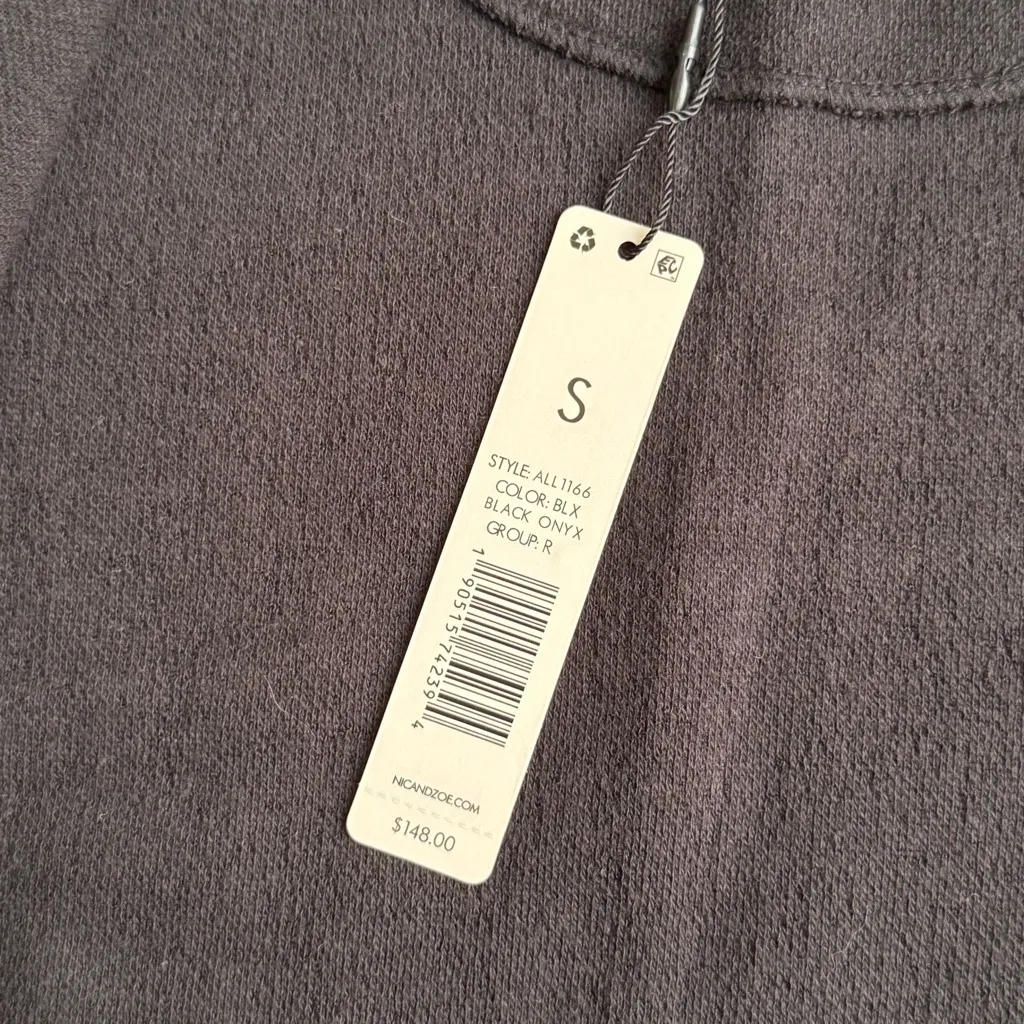 S
STYLE: ALL1166
COLOR: BLX
BLACK ONYX
GROUP: R
1 90515 74239 4
NICANDZOE.COM
$148.00